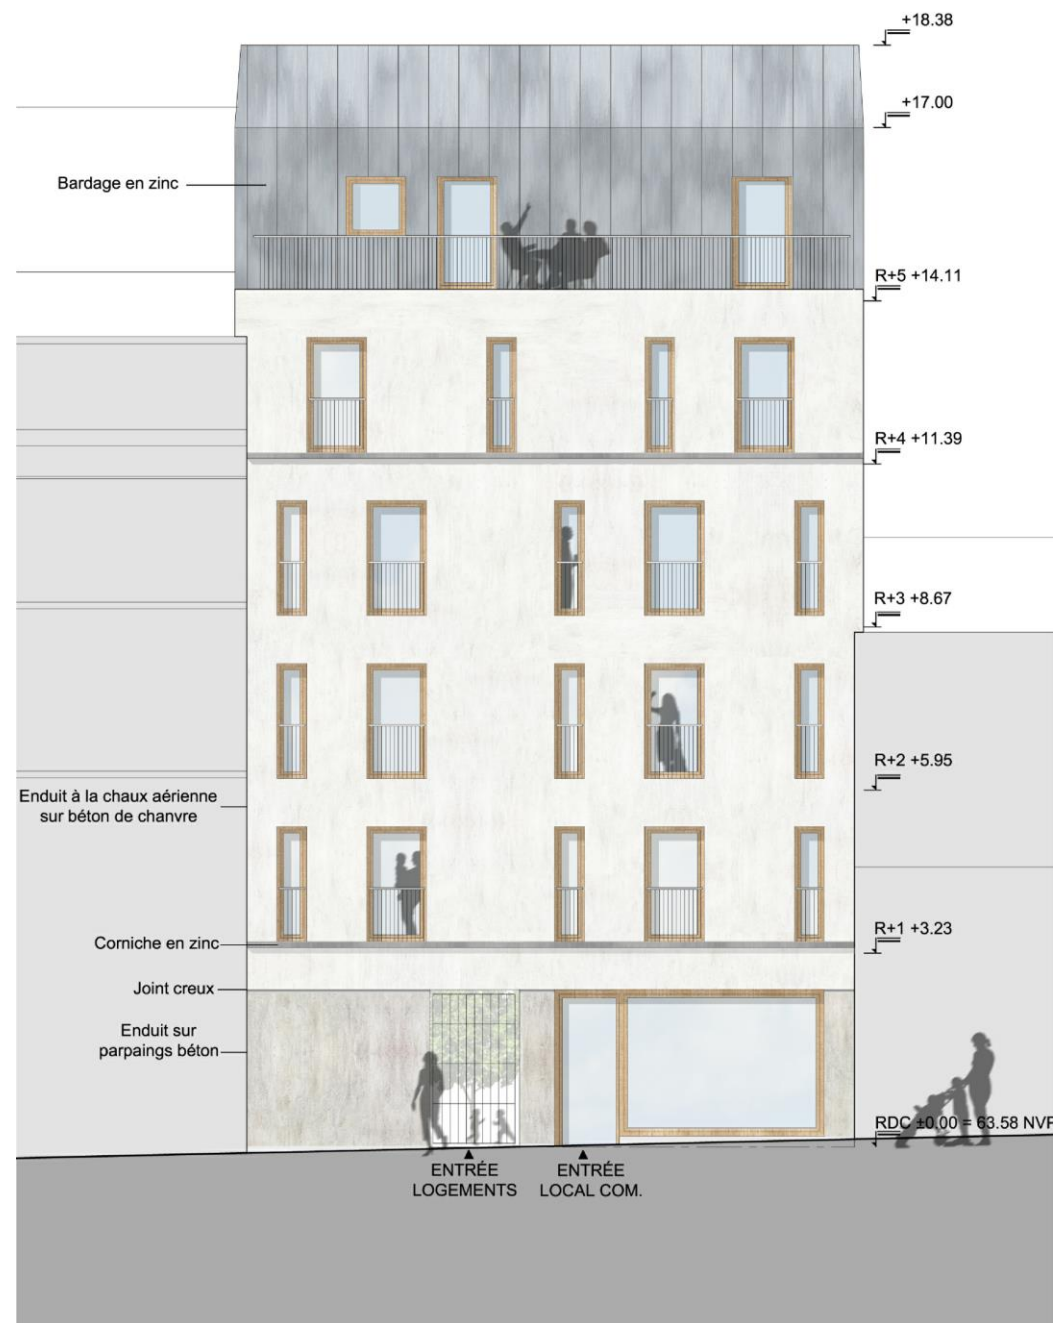 +18.38
+17.00
Bardage en zinc
R+5 +14.11
R+4 +11.39
R+3 +8.67
R+2 +5.95
Enduit à la chaux aérienne
sur béton de chanvre
R+1 +3.23
Corniche en zinc
Joint creux
Enduit sur
parpaings béton
RDC ±0.00 = 63.58 NVP
ENTRÉE
LOGEMENTS
ENTRÉE
LOCAL COM.